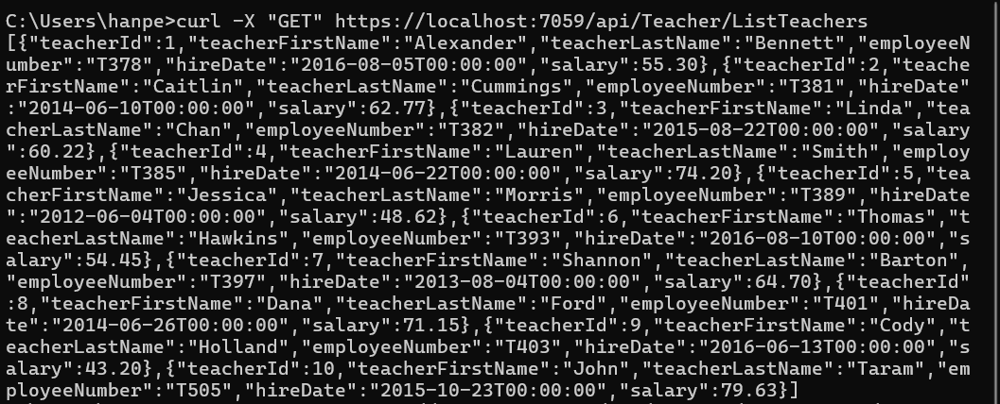 C:\Users\hanpe>curl -X "GET" https://localhost:7059/api/Teacher/ListTeachers
[{"teacherId":1,"teacherFirstName":"Alexander","teacherLastName":"Bennett","employeeN
umber":"T378","hireDate":"2016-08-05T00:00:00","salary":55.30},{"teacherId":2,"teache
rFirstName":"Caitlin","teacherLastName":"Cummings","employeeNumber":"T381","hireDate"
:"2014-06-10T00:00:00","salary":62.77},{"teacherId":3,"teacherFirstName":"Linda","tea
cherLastName":"Chan","employeeNumber":"T382","hireDate":"2015-08-22T00:00:00","salary
":60.22},{"teacherId":4,"teacherFirstName":"Lauren","teacherLastName":"Smith","employ
eeNumber":"T385","hireDate":"2014-06-22T00:00:00","salary":74.20},{"teacherId":5,"tea
cherFirstName":"Jessica","teacherLastName":"Morris","employeeNumber":"T389","hireDate
":"2012-06-04T00:00:00","salary":48.62},{"teacherId":6,"teacherFirstName":"Thomas","t
eacherLastName":"Hawkins","employeeNumber":"T393","hireDate":"2016-08-10T00:00:00","s
alary":54.45},{"teacherId":7,"teacherFirstName":"Shannon","teacherLastName":"Barton",
"employeeNumber":"T397","hireDate":"2013-08-04T00:00:00","salary":64.70},{"teacherId"
:8,"teacherFirstName":"Dana","teacherLastName":"Ford","employeeNumber":"T401","hireDa
te":"2014-06-26T00:00:00","salary":71.15},{"teacherId":9,"teacherFirstName":"Cody","t
eacherLastName":"Holland","employeeNumber":"T403","hireDate":"2016-06-13T00:00:00","s
alary":43.20},{"teacherId":10,"teacherFirstName":"John","teacherLastName":"Taram","em
ployeeNumber":"T505","hireDate":"2015-10-23T00:00:00","salary":79.63}]